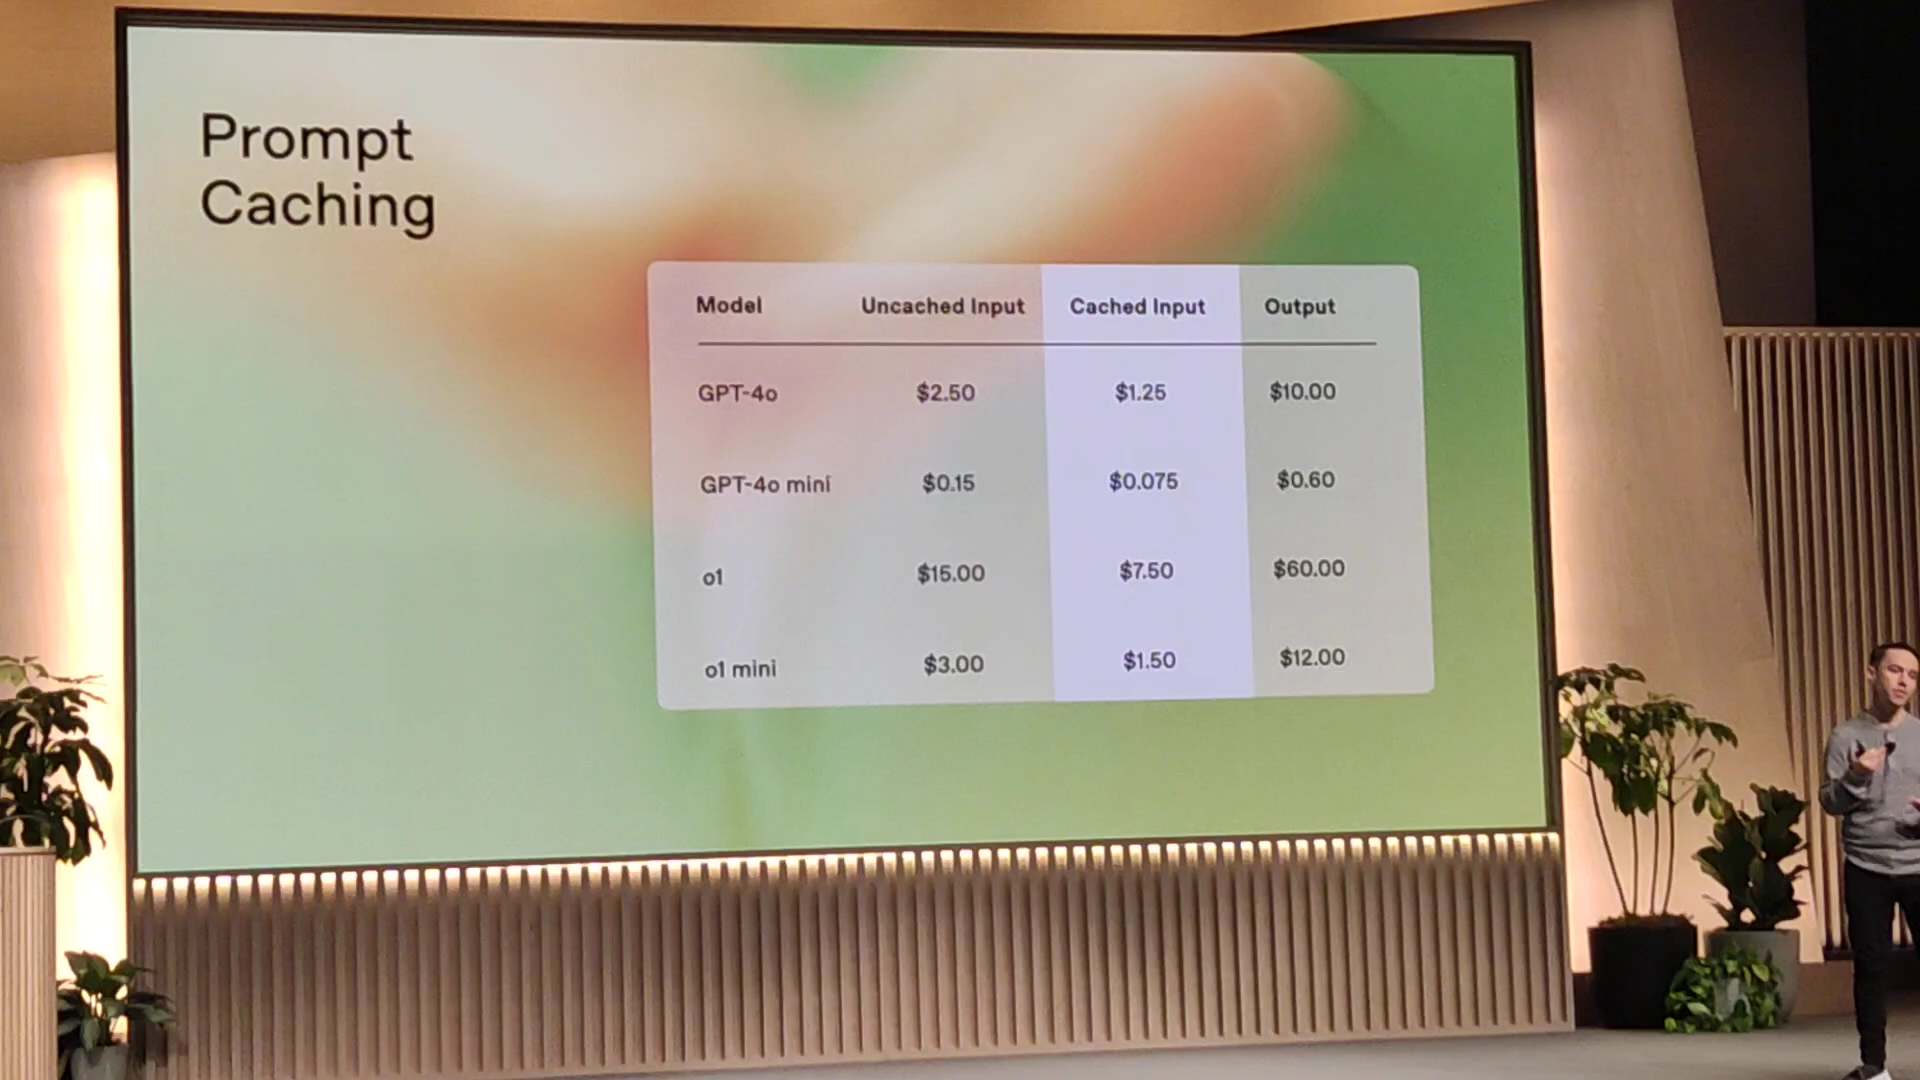 Prompt
Caching
Model Uncached Input Cached Input Output
GPT-4o $2.50 $1.25 $10.00
GPT-4o mini $0.15 $0.075 $0.60
o1 $15.00 $7.50 $60.00
o1 mini $3.00 $1.50 $12.00